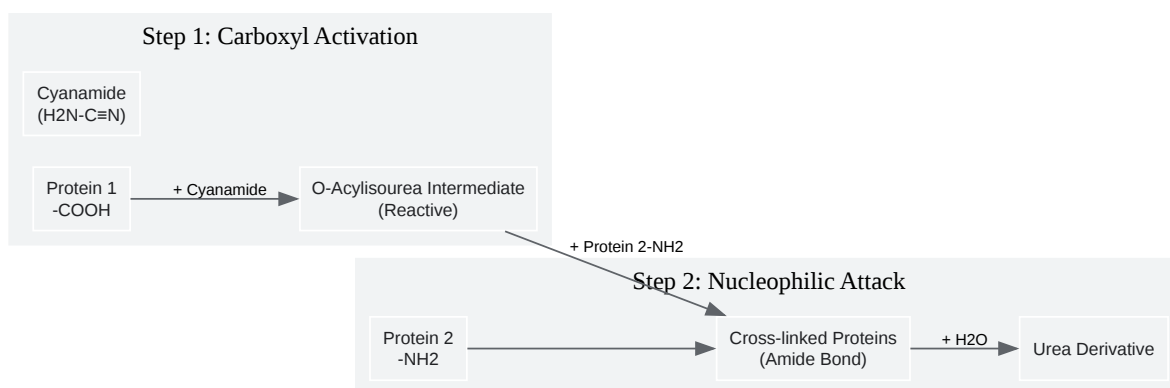 Step 1: Carboxyl Activation
Cyanamide
(H2N-C≡N)
Protein 1
-COOH
+ Cyanamide
O-Acylisourea Intermediate
(Reactive)
+ Protein 2-NH2
Step 2: Nucleophilic Attack
Protein 2
-NH2
Cross-linked Proteins
(Amide Bond)
+ H2O
Urea Derivative